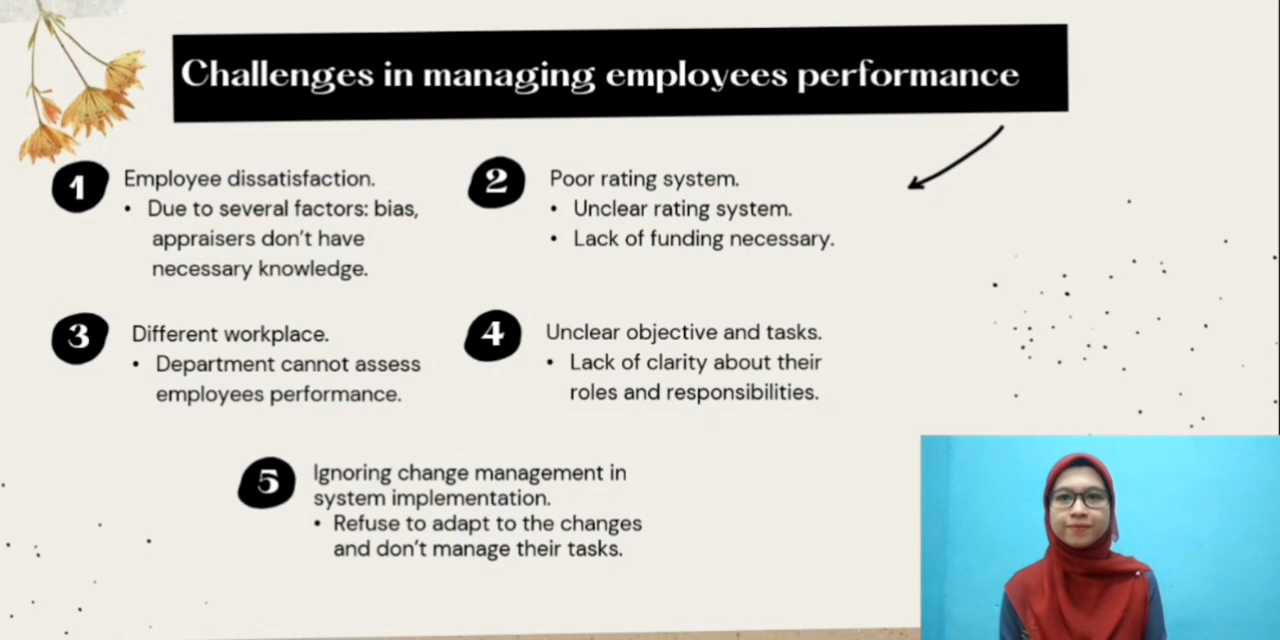 Challenges in managing employees performance
1
Employee dissatisfaction.
• Due to several factors: bias,
appraisers don't have
necessary knowledge.
2
Poor rating system.
• Unclear rating system.
• Lack of funding necessary.
3
Different workplace.
• Department cannot assess
employees performance.
4
Unclear objective and tasks.
• Lack of clarity about their
roles and responsibilities.
5
Ignoring change management in
system implementation.
• Refuse to adapt to the changes
and don't manage their tasks.